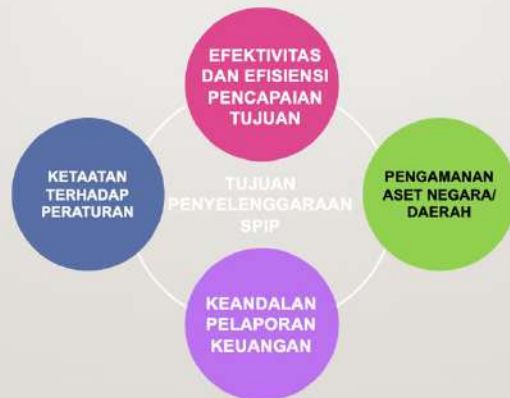 EFEKTIVITAS
DAN EFISIENSI
PENCAPAIAN
TUJUAN
KETAATAN
TERHADAP
PERATURAN
TUJUAN
PENYELENGGARAAN
SPIP
PENGAMANAN
ASET NEGARA/
DAERAH
KEANDALAN
PELAPORAN
KEUANGAN